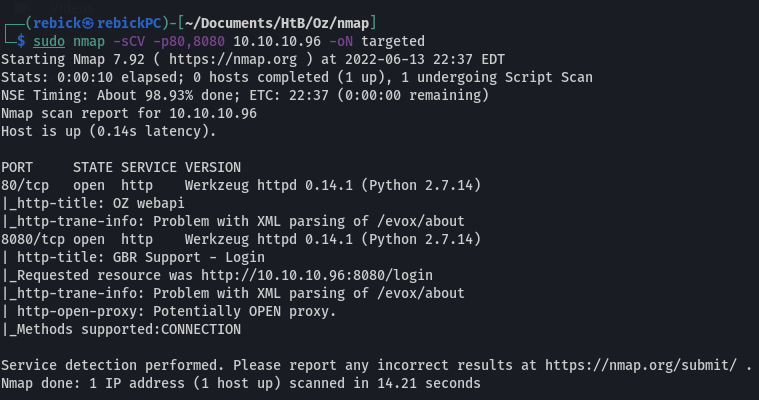 ┌──(rebick㉿rebickPC)-[~/Documents/HtB/Oz/nmap]
└─$ sudo nmap -sCV -p80,8080 10.10.10.96 -oN targeted
Starting Nmap 7.92 ( https://nmap.org ) at 2022-06-13 22:37 EDT
Stats: 0:00:10 elapsed; 0 hosts completed (1 up), 1 undergoing Script Scan
NSE Timing: About 98.93% done; ETC: 22:37 (0:00:00 remaining)
Nmap scan report for 10.10.10.96
Host is up (0.14s latency).

PORT     STATE SERVICE VERSION
80/tcp   open  http    Werkzeug httpd 0.14.1 (Python 2.7.14)
|_http-title: OZ webapi
|_http-trane-info: Problem with XML parsing of /evox/about
8080/tcp open  http    Werkzeug httpd 0.14.1 (Python 2.7.14)
| http-title: GBR Support - Login
|_Requested resource was http://10.10.10.96:8080/login
|_http-trane-info: Problem with XML parsing of /evox/about
| http-open-proxy: Potentially OPEN proxy.
|_Methods supported:CONNECTION

Service detection performed. Please report any incorrect results at https://nmap.org/submit/ .
Nmap done: 1 IP address (1 host up) scanned in 14.21 seconds